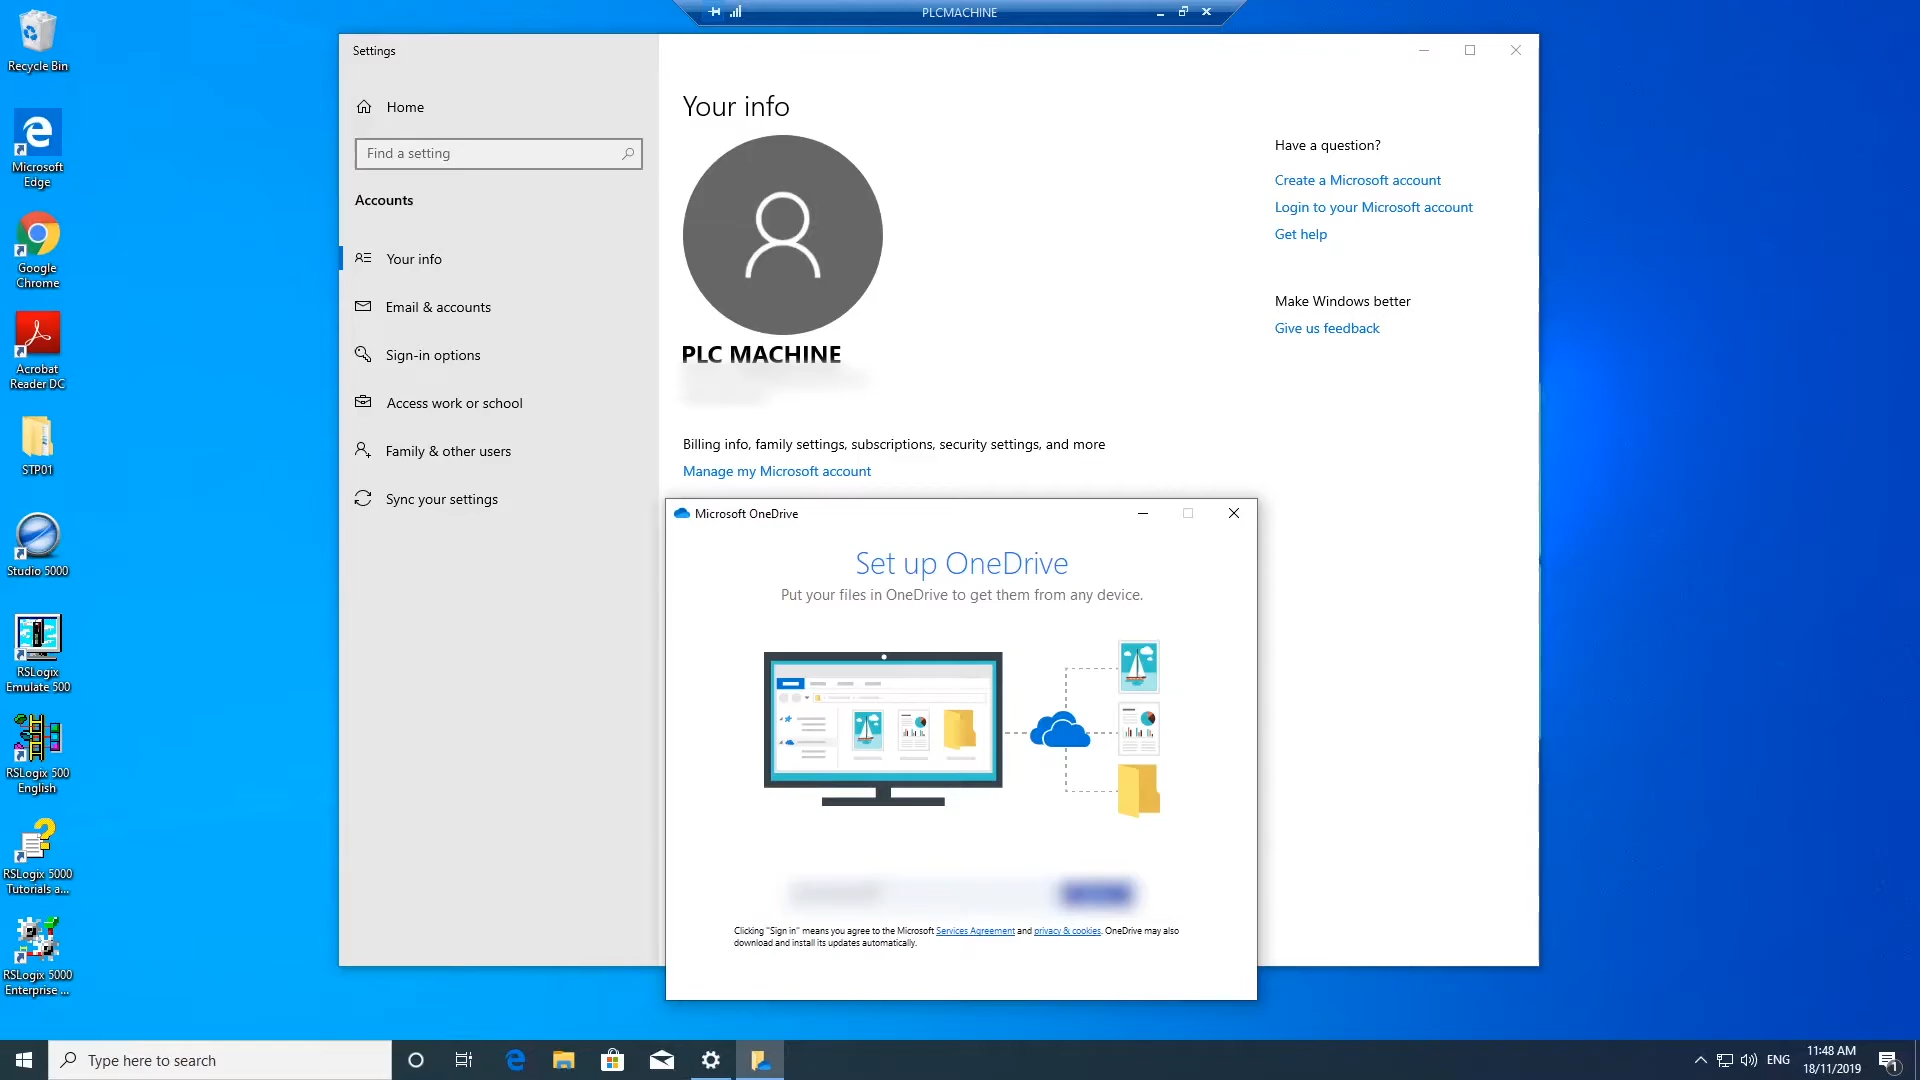 PLCMACHINE
Recycle Bin
Microsoft
Edge
Google
Chrome
Acrobat
Reader DC
STP01
Studio 5000
RSLogix
Emulate 500
RSLogix 500
English
RSLogix 5000
Tutorials a...
RSLogix 5000
Enterprise ...
Settings
Home
Find a setting
Accounts
Your info
Email & accounts
Sign-in options
Access work or school
Family & other users
Sync your settings
Your info
PLC MACHINE
Billing info, family settings, subscriptions, security settings, and more
Manage my Microsoft account
Have a question?
Create a Microsoft account
Login to your Microsoft account
Get help
Make Windows better
Give us feedback
Microsoft OneDrive
Set up OneDrive
Put your files in OneDrive to get them from any device.
Clicking "Sign in" means you agree to the Microsoft Services Agreement and privacy & cookies. OneDrive may also
download and install its updates automatically.
Type here to search
ENG
11:48 AM
18/11/2019
1